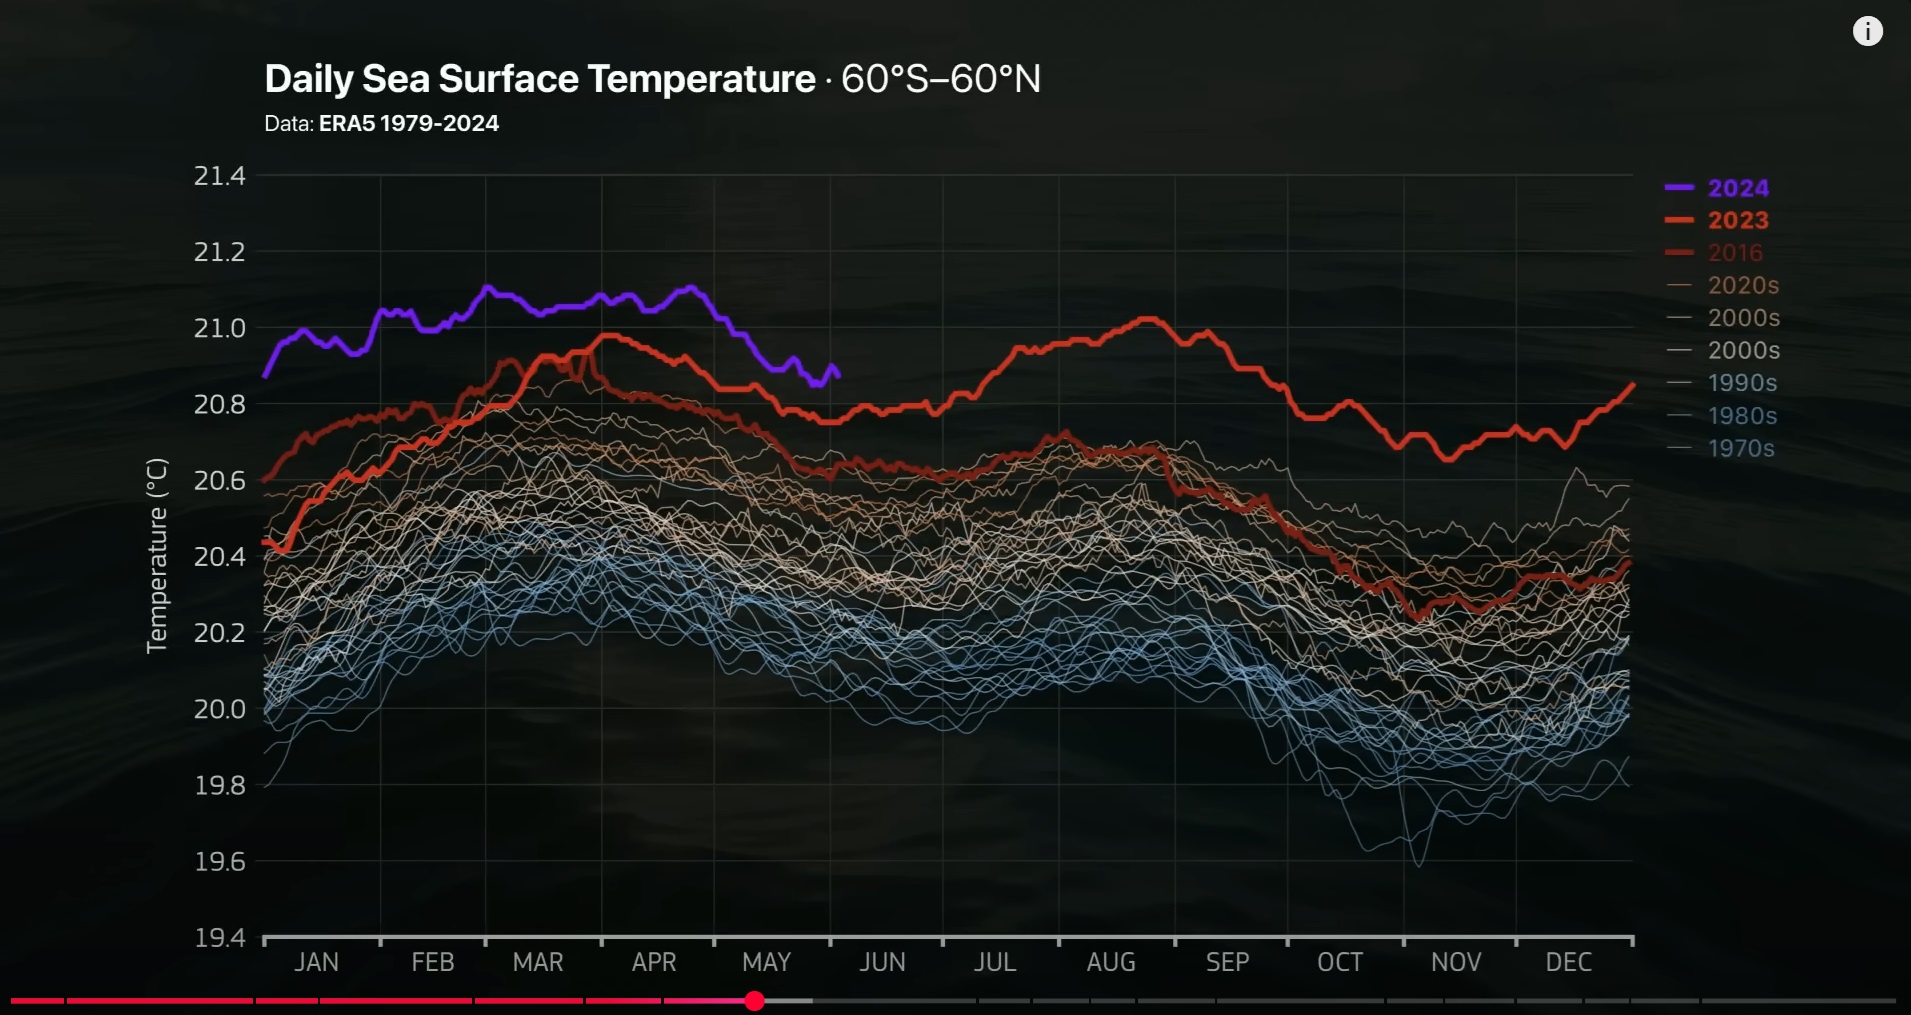 i
Daily Sea Surface Temperature · 60°S–60°N
Data: ERA5 1979-2024
21.4
21.2
21.0
20.8
20.6
20.4
20.2
20.0
19.8
19.6
19.4
Temperature (°C)
JAN FEB MAR APR MAY JUN JUL AUG SEP OCT NOV DEC
2024
2023
2016
2020s
2000s
2000s
1990s
1980s
1970s